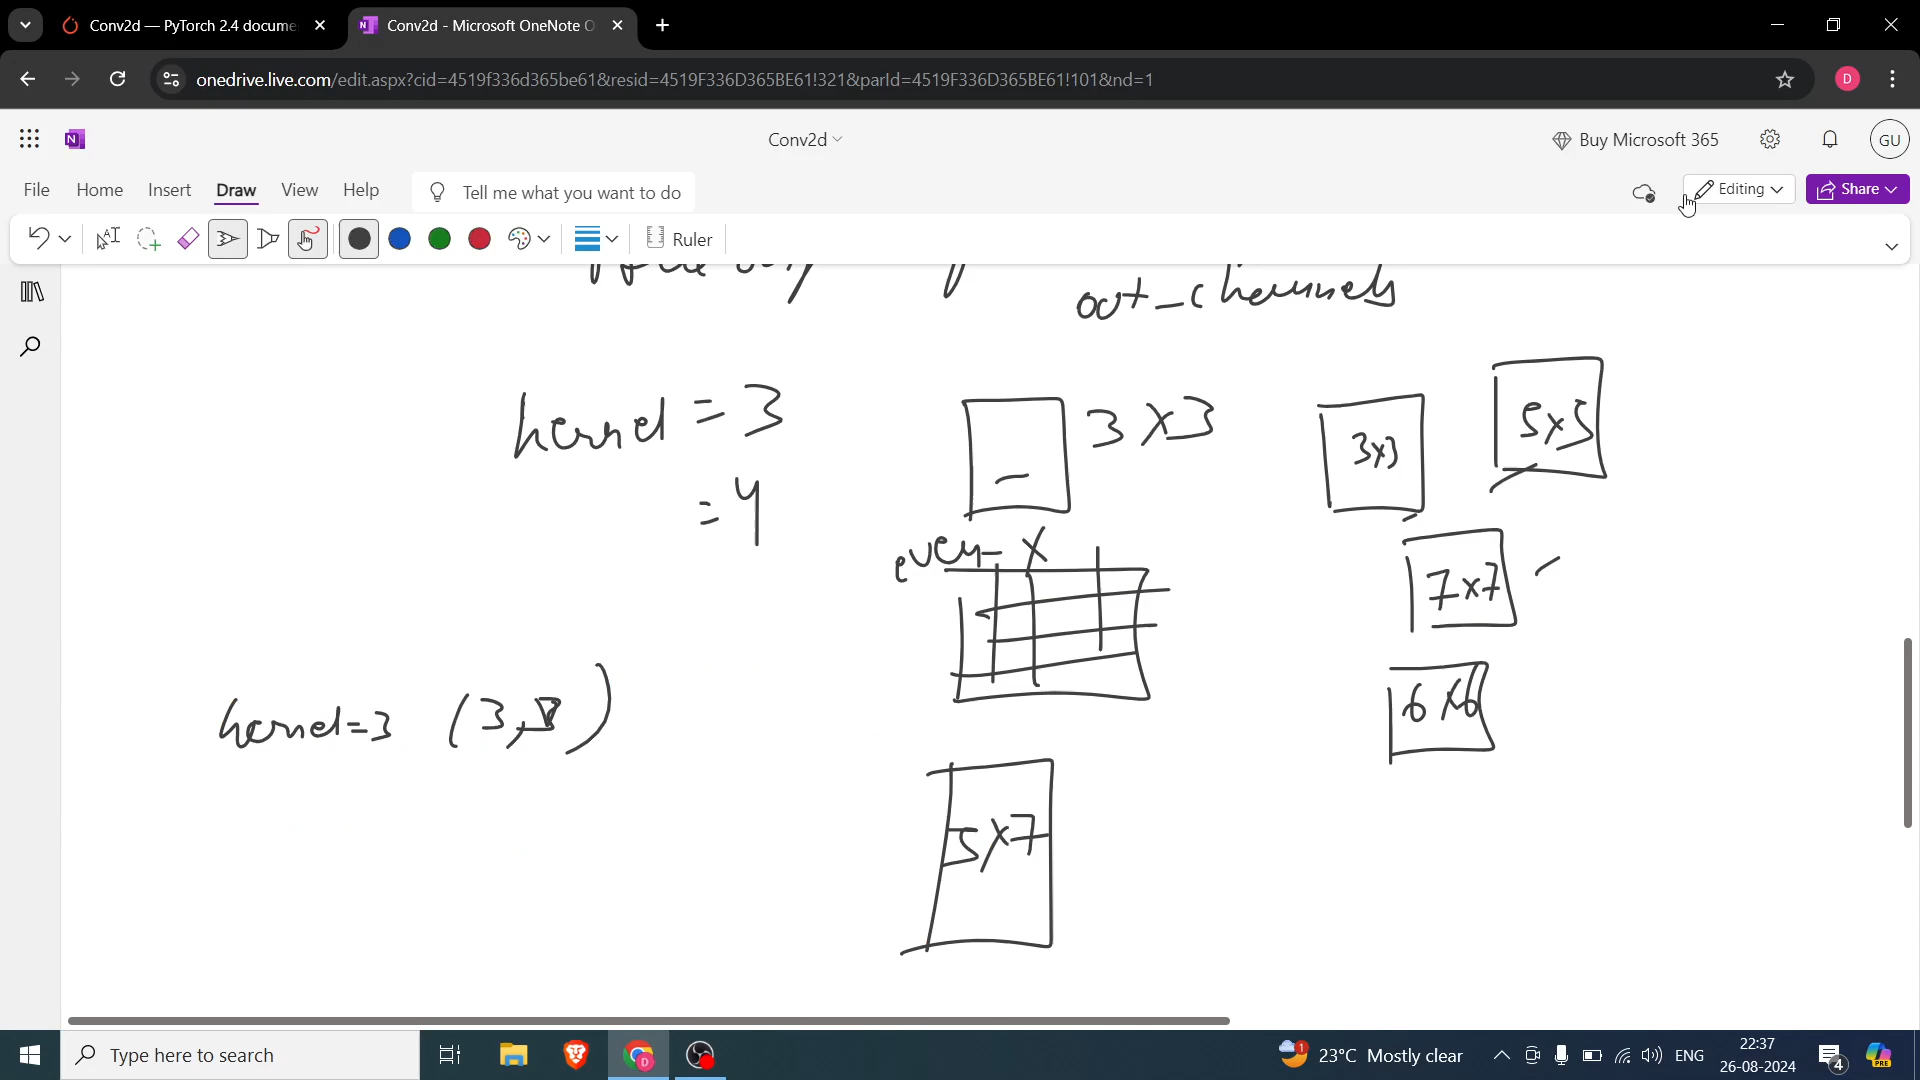 Conv2d — PyTorch 2.4 docume
Conv2d - Microsoft OneNote O
onedrive.live.com/edit.aspx?cid=4519f336d365be61&resid=4519F336D365BE61!321&parId=4519F336D365BE61!101&nd=1
D
Conv2d
Buy Microsoft 365
GU
File Home Insert Draw View Help
Tell me what you want to do
Editing
Share
Ruler
out_channels
kernel = 3
3 x 3
3x3
5x5
= 4
even - X
7x7
6x6
kernel=3 (3,
5x7
Type here to search
23°C Mostly clear
ENG
22:37
26-08-2024
4